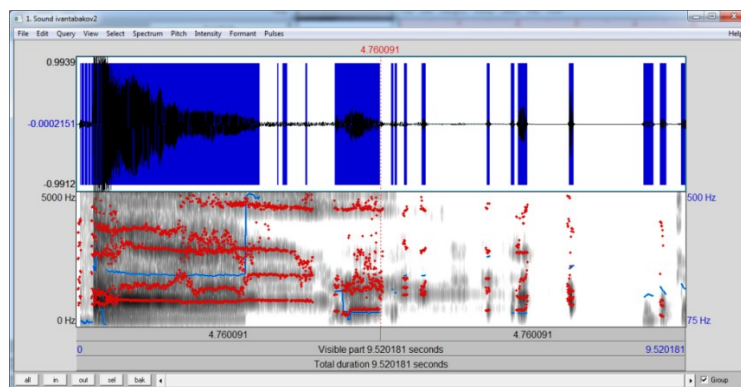 1. Sound ivantabakov2
File Edit Query View Select Spectrum Pitch Intensity Formant Pulses Help
4.760091
0.9939
-0.0002151
-0.9912
5000 Hz 500 Hz
0 Hz 75 Hz
4.760091 4.760091
0 Visible part 9.520181 seconds 9.520181
Total duration 9.520181 seconds
all in out sel bak Group